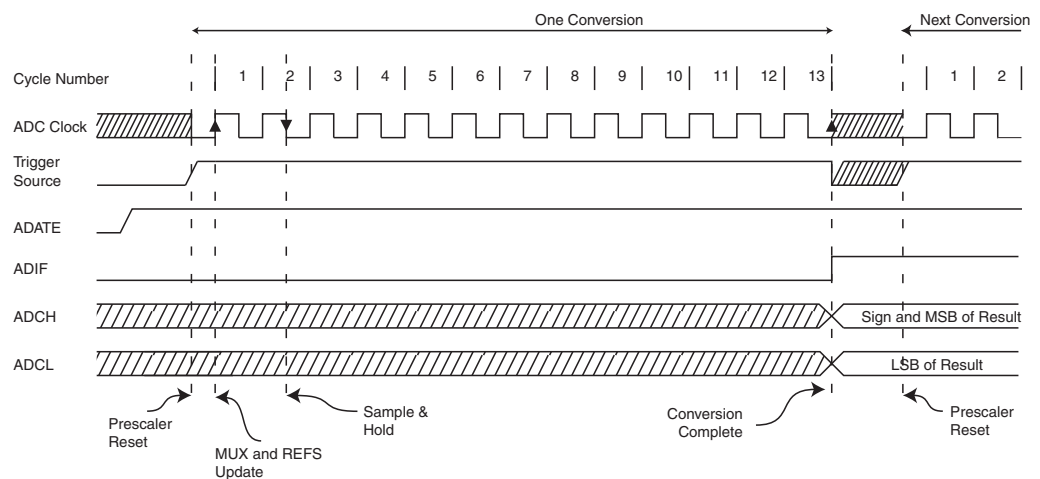 One Conversion
Next Conversion
Cycle Number
1 2 3 4 5 6 7 8 9 10 11 12 13
1 2
ADC Clock
Trigger
Source
ADATE
ADIF
ADCH
Sign and MSB of Result
ADCL
LSB of Result
Prescaler
Reset
MUX and REFS
Update
Sample &
Hold
Conversion
Complete
Prescaler
Reset